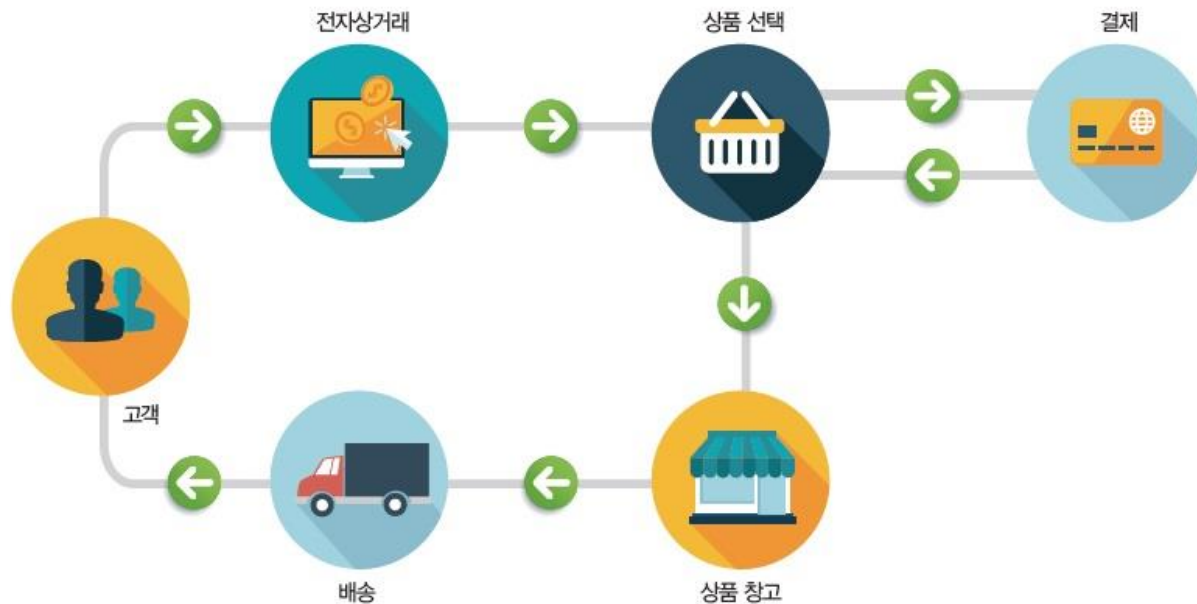 전자상거래
상품 선택
결제
고객
배송
상품 창고